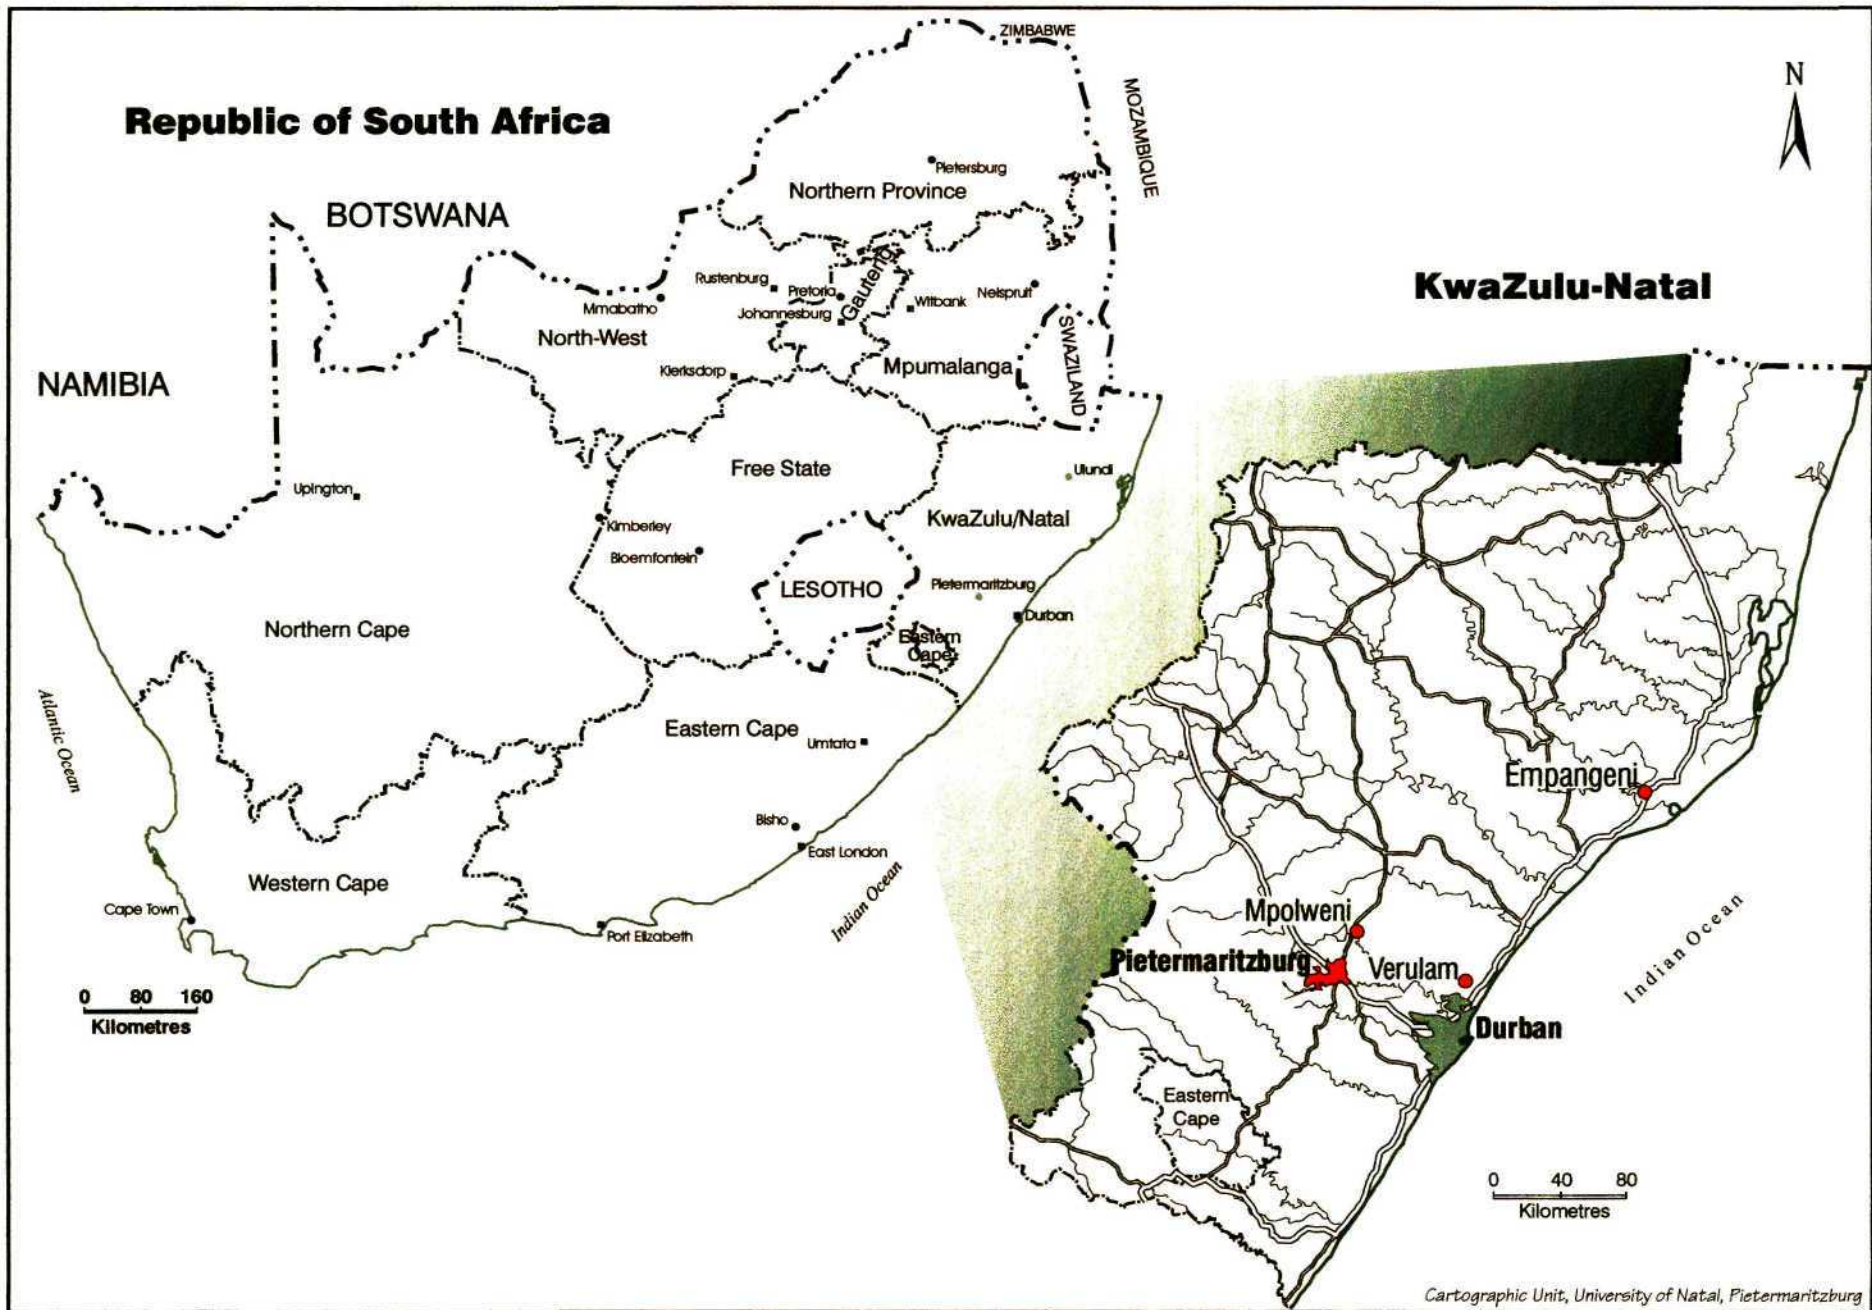 ZIMBABWE
N
MOZAMBIQUE
Republic of South Africa
Pietersburg
Northern Province
BOTSWANA
Gauteng
Rustenburg
Pretoria
Nelspruit
Witbank
Mmabatho
Johannesburg
KwaZulu-Natal
North-West
SWAZILAND
Mpumalanga
Klerksdorp
NAMIBIA
Free State
Ulundi
Upington
KwaZulu/Natal
Kimberley
Bloemfontein
LESOTHO
Pietermaritzburg
Durban
Northern Cape
Eastern
Cape
Atlantic Ocean
Eastern Cape
Umtata
Empangeni
Bisho
East London
Western Cape
Indian Ocean
Cape Town
Port Elizabeth
Mpolweni
Pietermaritzburg
Verulam
Indian Ocean
0 80 160
Kilometres
Durban
Eastern
Cape
0 40 80
Kilometres
Cartographic Unit, University of Natal, Pietermaritzburg